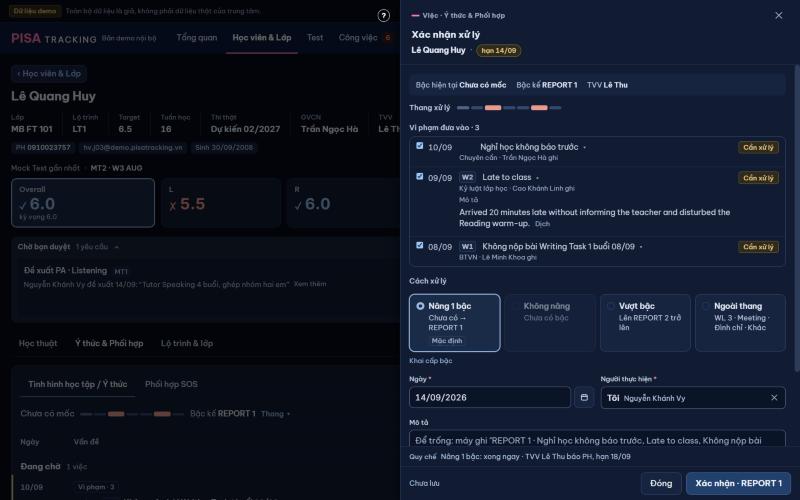 Dữ liệu demo Toàn bộ dữ liệu là giả, không phải dữ liệu thật của trung tâm.
?
PISA TRACKING Bản demo nội bộ Tổng quan Học viên & Lớp Test Công việc 6
‹ Học viên & Lớp
Lê Quang Huy
Lớp Lộ trình Target Tuần Thi thật GVCN TVV
MB FT 101 LT1 6.5 16 Dự kiến 02/2027 Trần Ngọc Hà Lê Th
PH 0910023757 hv_j03@demo.pisatracking.vn Sinh 30/09/2008
Mock Test gần nhất · MT2 · W3 AUG
Overall L R
✓ 6.0 ✗ 5.5 ✓ 6.0
kỳ vọng 6.0
Chờ bạn duyệt 1 yêu cầu
Đề xuất PA · Listening MT1
Nguyễn Khánh Vy đề xuất 14/09: "Tutor Speaking 4 buổi, ghép nhóm hai em" Xem thêm
Học thuật Ý thức & Phối hợp Lộ trình & lớp
Tình hình học tập / Ý thức Phối hợp SOS
Chưa có mốc Bậc kế REPORT 1 Thang
Ngày Vấn đề
Đang chờ 1 việc
10/09 Vi phạm · 3
Việc · Ý thức & Phối hợp
Xác nhận xử lý
Lê Quang Huy · hạn 14/09
Bậc hiện tại Chưa có mốc Bậc kế REPORT 1 TVV Lê Thu
Thang xử lý
Vi phạm đưa vào · 3
10/09 Nghỉ học không báo trước Cần xử lý
Chuyên cần · Trần Ngọc Hà ghi
09/09 W2 Late to class Cần xử lý
Kỷ luật lớp học · Cao Khánh Linh ghi
Mô tả
Arrived 20 minutes late without informing the teacher and disturbed the
Reading warm-up. Dịch
08/09 W1 Không nộp bài Writing Task 1 buổi 08/09 Cần xử lý
BTVN · Lê Minh Khoa ghi
Cách xử lý
Nâng 1 bậc Không nâng Vượt bậc Ngoài thang
Chưa có → Chưa có bậc Lên REPORT 2 trở WL 3 · Meeting ·
REPORT 1 lên Đình chỉ · Khác
Mặc định
Khai cấp bậc
Ngày * Người thực hiện *
14/09/2026 Tôi Nguyễn Khánh Vy
Mô tả
Để trống: máy ghi "REPORT 1 · Nghỉ học không báo trước, Late to class, Không nộp bài
Quy chế Nâng 1 bậc: xong ngay · TVV Lê Thu báo PH, hạn 18/09
Chưa lưu Đóng Xác nhận · REPORT 1